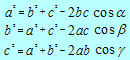 a² = b² + c² − 2bc cos α
b² = a² + c² − 2ac cos β
c² = a² + b² − 2ab cos γ